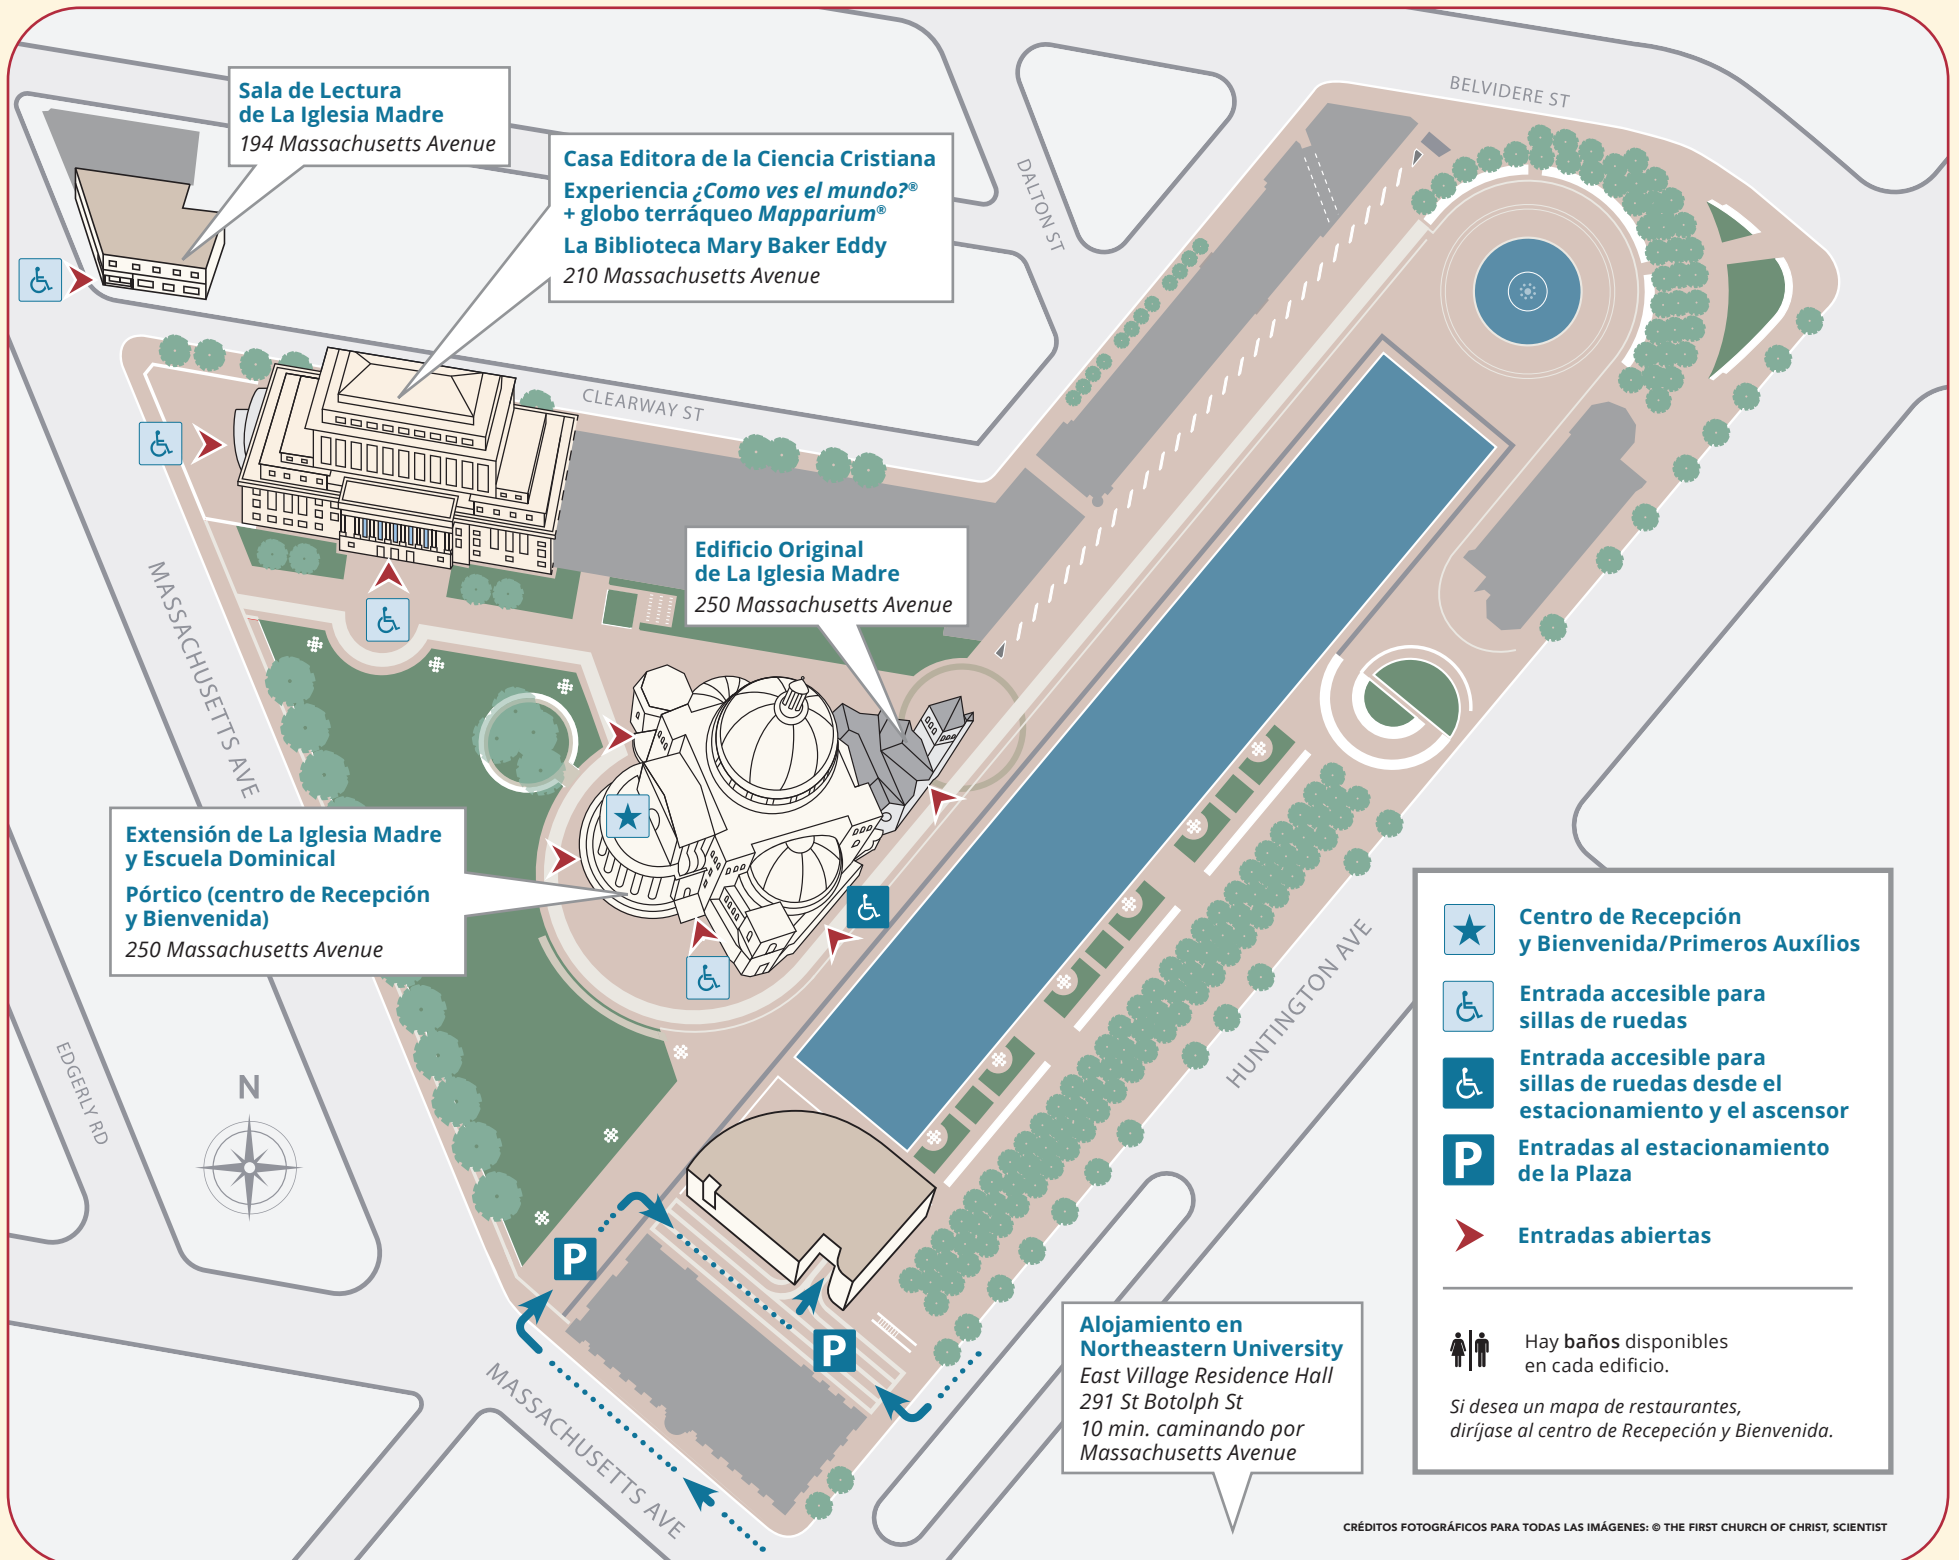 Sala de Lectura
de La Iglesia Madre
194 Massachusetts Avenue
Casa Editora de la Ciencia Cristiana
Experiencia ¿Como ves el mundo?®
+ globo terráqueo Mapparium®
La Biblioteca Mary Baker Eddy
210 Massachusetts Avenue
BELVIDERE ST
DALTON ST
CLEARWAY ST
Edificio Original
de La Iglesia Madre
250 Massachusetts Avenue
MASSACHUSETTS AVE
Extensión de La Iglesia Madre
y Escuela Dominical
Pórtico (centro de Recepción
y Bienvenida)
250 Massachusetts Avenue
EDGERLY RD
N
HUNTINGTON AVE
P
P
MASSACHUSETTS AVE
Alojamiento en
Northeastern University
East Village Residence Hall
291 St Botolph St
10 min. caminando por
Massachusetts Avenue
Centro de Recepción
y Bienvenida/Primeros Auxílios
Entrada accesible para
sillas de ruedas
Entrada accesible para
sillas de ruedas desde el
estacionamiento y el ascensor
P
Entradas al estacionamiento
de la Plaza
Entradas abiertas
Hay baños disponibles
en cada edificio.
Si desea un mapa de restaurantes,
diríjase al centro de Recepeción y Bienvenida.
CRÉDITOS FOTOGRÁFICOS PARA TODAS LAS IMÁGENES: © THE FIRST CHURCH OF CHRIST, SCIENTIST